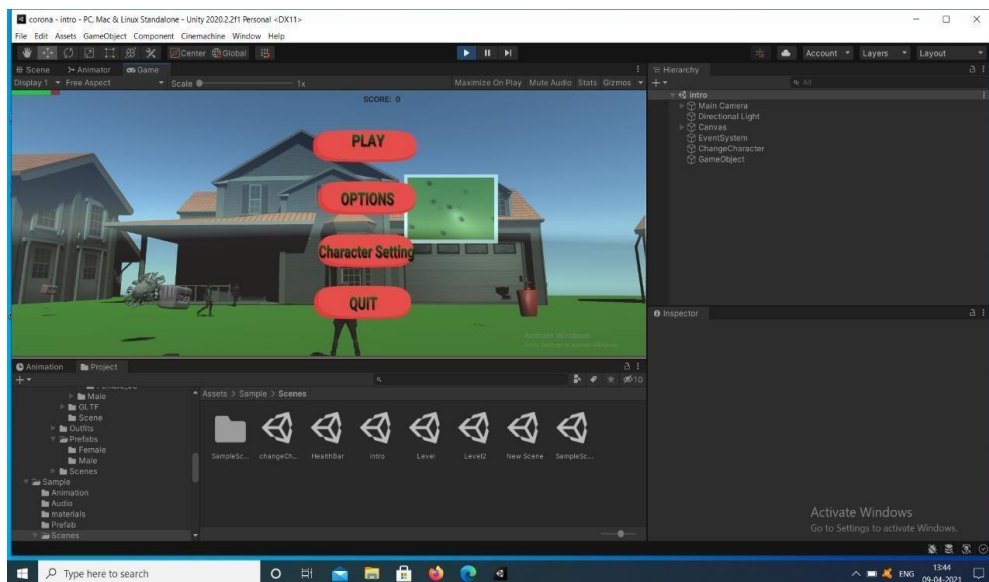 corona - intro - PC, Mac & Linux Standalone - Unity 2020.2.2f1 Personal <DX11>
File Edit Assets GameObject Component Cinemachine Window Help
Center Global
Account Layers Layout
Scene Animator Game
Display 1 Free Aspect Scale 1x Maximize On Play Mute Audio Stats Gizmos
SCORE: 0
PLAY
OPTIONS
Character Setting
QUIT
Activate Windows
Hierarchy
All
intro
Main Camera
Directional Light
Canvas
EventSystem
ChangeCharacter
GameObject
Inspector
Animation Project
10
Male
GLTF
Scene
Outfits
Prefabs
Female
Male
Scenes
Sample
Animation
Audio
materials
Prefab
Scenes
Assets > Sample > Scenes
SampleSc... changeCh... HealthBar intro Level Level2 New Scene SampleSc...
Activate Windows
Go to Settings to activate Windows.
Type here to search
ENG
13:44
09-04-2021